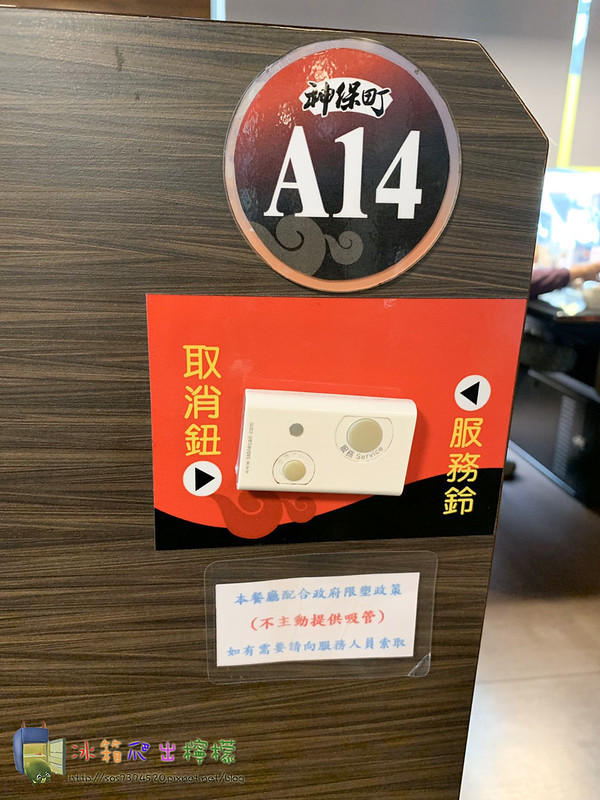 神保町
A14
取消鈕
服務 Service
服務鈴
本餐廳配合政府限塑政策
(不主動提供吸管)
如有需要請向服務人員索取
冰箱爬出檸檬